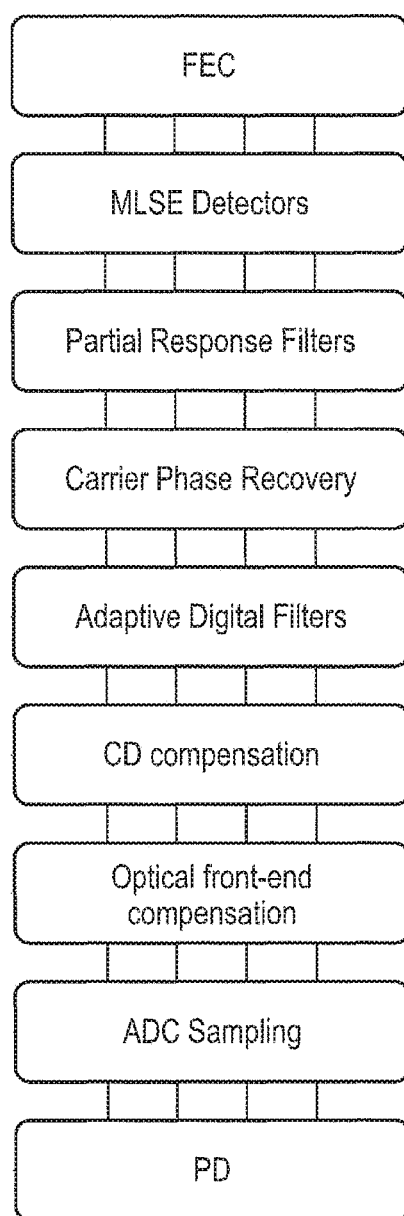 FEC
MLSE Detectors
Partial Response Filters
Carrier Phase Recovery
Adaptive Digital Filters
CD compensation
Optical front-end
compensation
ADC Sampling
PD